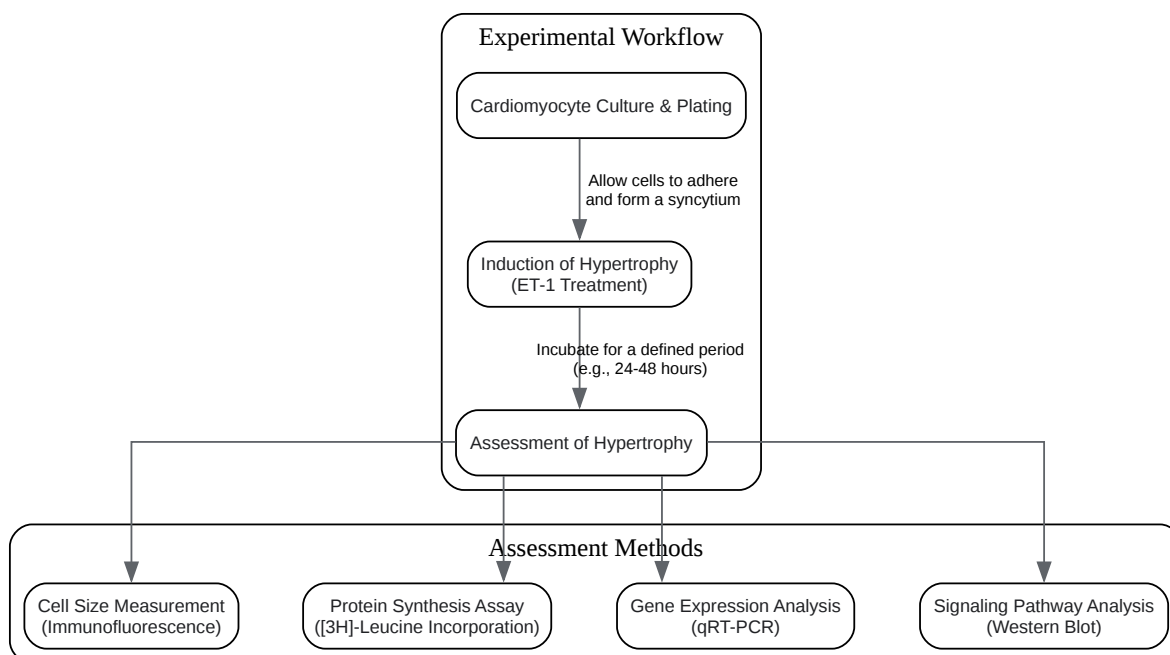 Experimental Workflow
Cardiomyocyte Culture & Plating
Allow cells to adhere
and form a syncytium
Induction of Hypertrophy
(ET-1 Treatment)
Incubate for a defined period
(e.g., 24-48 hours)
Assessment of Hypertrophy
Assessment Methods
Cell Size Measurement
(Immunofluorescence)
Protein Synthesis Assay
([3H]-Leucine Incorporation)
Gene Expression Analysis
(qRT-PCR)
Signaling Pathway Analysis
(Western Blot)